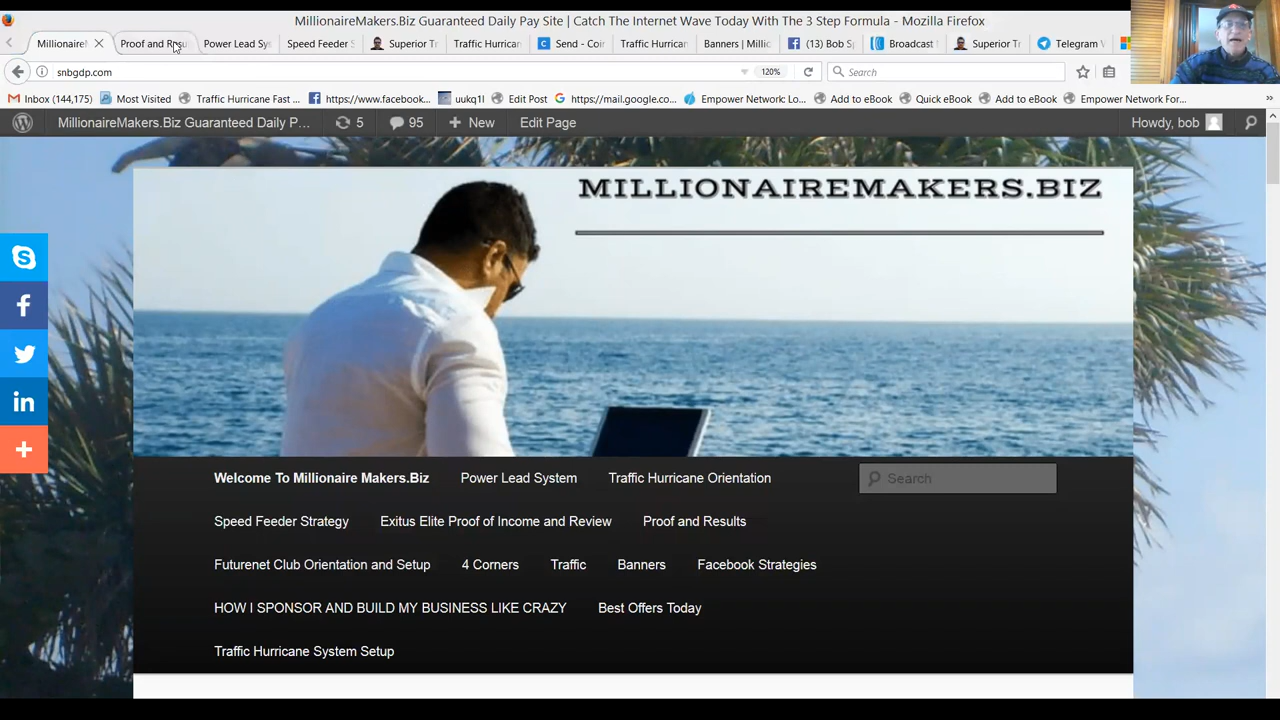 MillionaireMakers.Biz Guaranteed Daily Pay Site | Catch The Internet Wave Today With The 3 Step Formula - Mozilla Firefox
Millionaire Proof and Resu Power Lead Sys Speed Feeder S Superior Traffic Hurrican Send - Coi Traffic Hurrica Banners | Millio (13) Bob S Broadcast Superior Tr Telegram
snbgdp.com 120% Search
Inbox (144,175) Most Visited Traffic Hurricane Fast ... https://www.facebook... uukq1l Edit Post https://mail.google.co... Empower Network: Lo... Add to eBook Quick eBook Add to eBook Empower Network For...
MillionaireMakers.Biz Guaranteed Daily P... 5 95 New Edit Page Howdy, bob
MILLIONAIREMAKERS.BIZ
Welcome To Millionaire Makers.Biz Power Lead System Traffic Hurricane Orientation Search
Speed Feeder Strategy Exitus Elite Proof of Income and Review Proof and Results
Futurenet Club Orientation and Setup 4 Corners Traffic Banners Facebook Strategies
HOW I SPONSOR AND BUILD MY BUSINESS LIKE CRAZY Best Offers Today
Traffic Hurricane System Setup